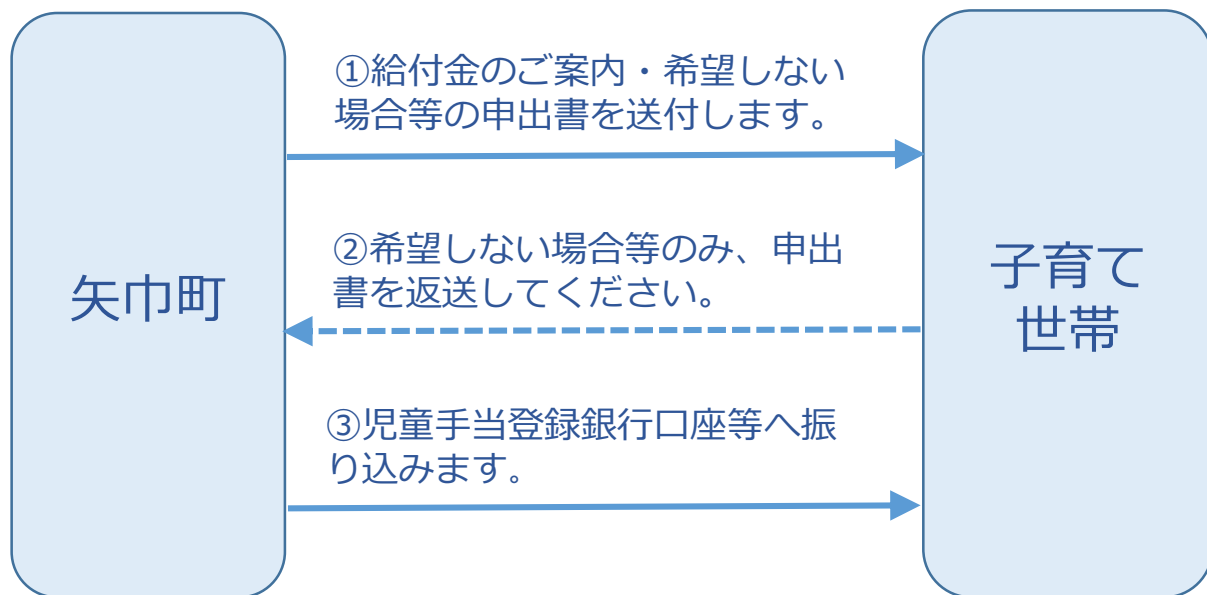 ①給付金のご案内・希望しない
場合等の申出書を送付します。
②希望しない場合等のみ、申出
書を返送してください。
矢巾町
子育て
世帯
③児童手当登録銀行口座等へ振
り込みます。